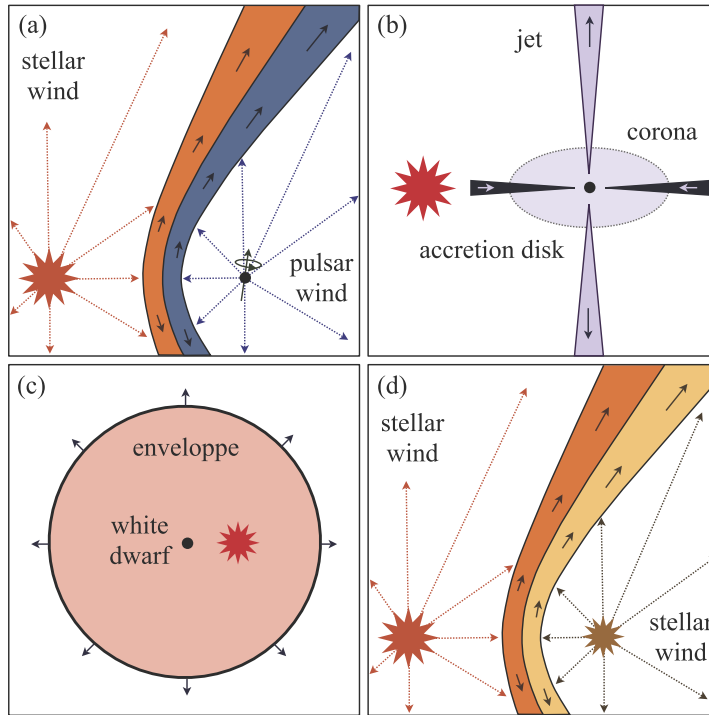 (a)
stellar
wind
pulsar
wind
(b)
jet
corona
accretion disk
(c)
enveloppe
white
dwarf
(d)
stellar
wind
stellar
wind